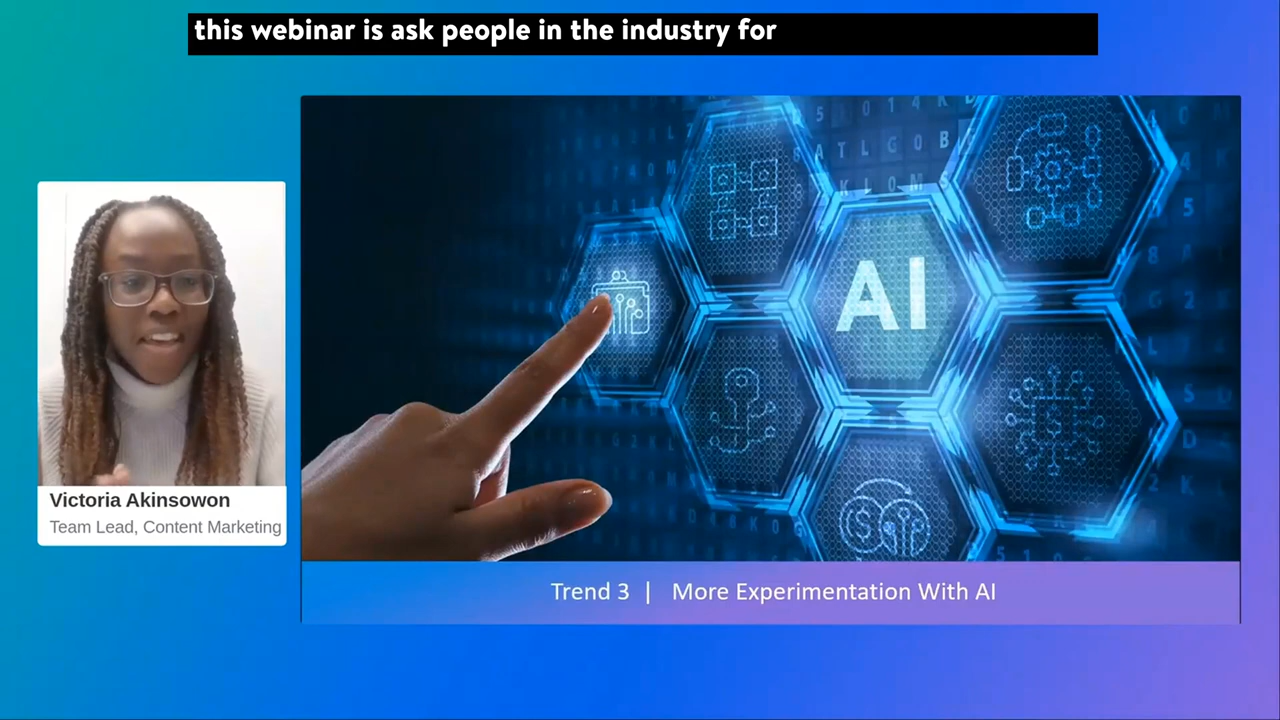 this webinar is ask people in the industry for
AI
Victoria Akinsowon
Team Lead, Content Marketing
Trend 3 | More Experimentation With AI